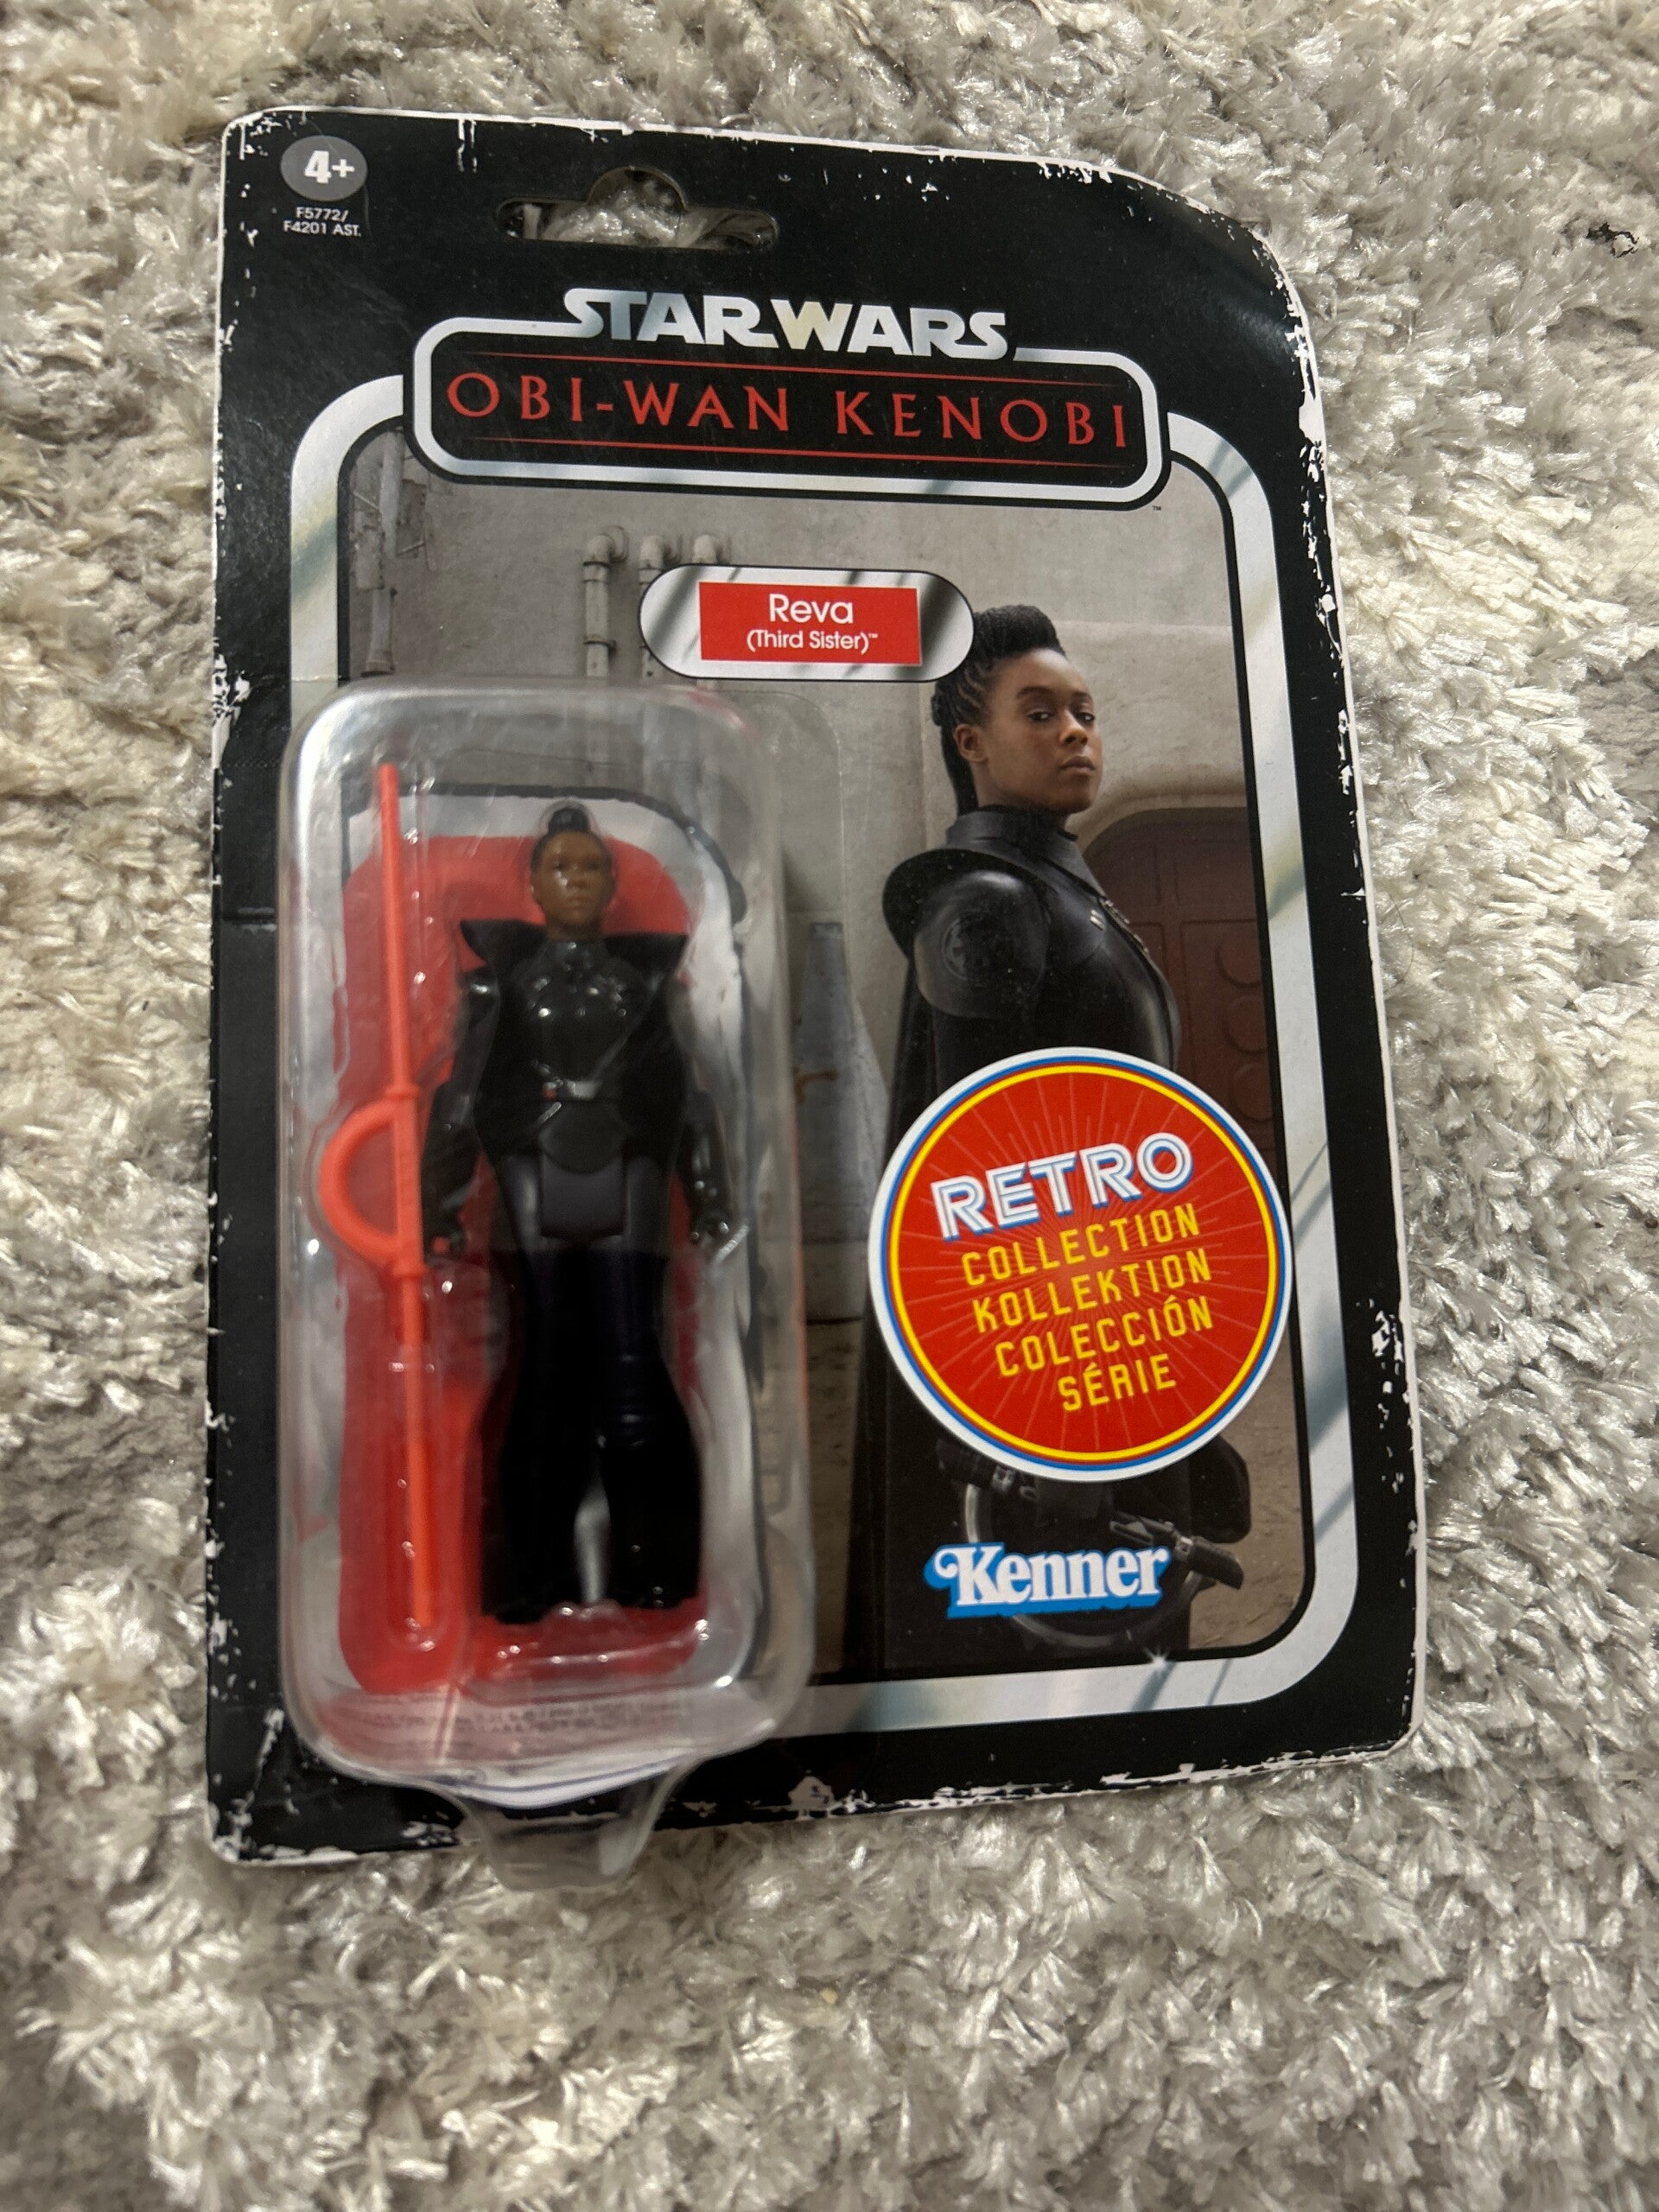 4+
F5772/
F4201 AST.
STAR WARS
OBI-WAN KENOBI
™
Reva
(Third Sister)™
RETRO
COLLECTION
KOLLEKTION
COLECCIÓN
SÉRIE
Kenner